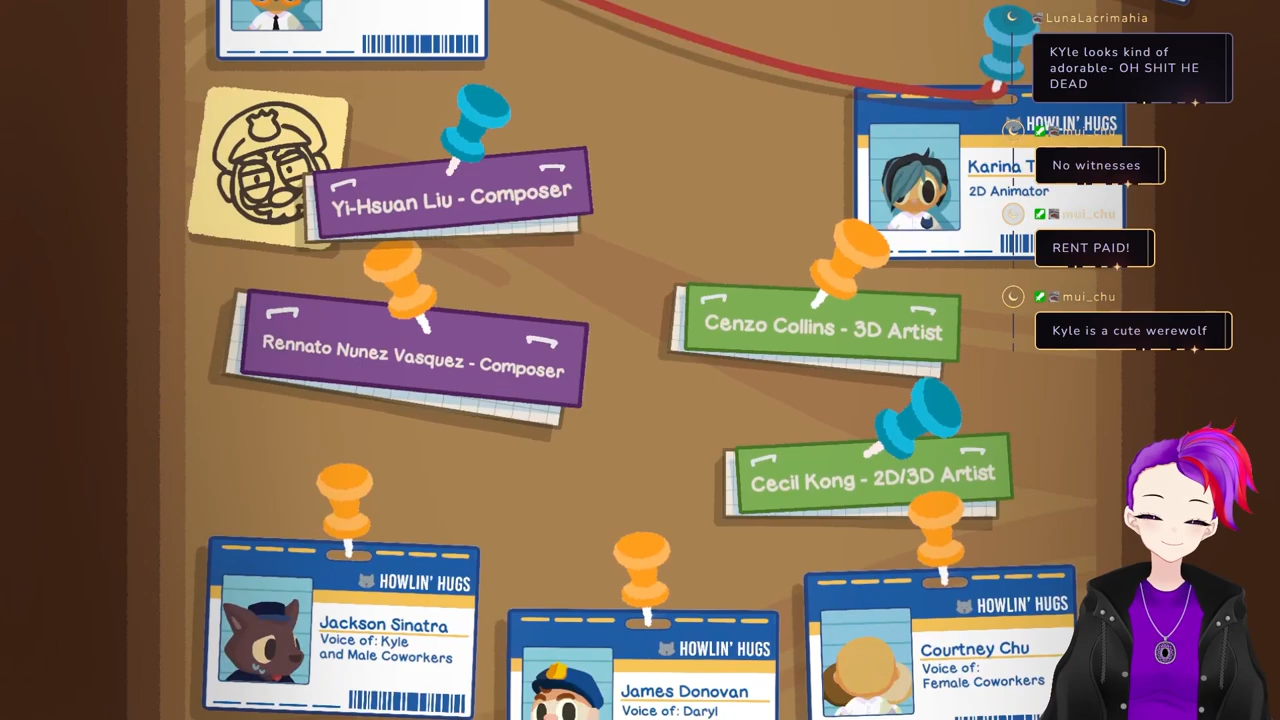 LunaLacrimahia
KYle looks kind of
adorable- OH SHIT HE
DEAD
HOWLIN' HUGS
mui_chu
No witnesses
Karina T
2D Animator
Yi-Hsuan Liu - Composer
mui_chu
RENT PAID!
mui_chu
Kyle is a cute werewolf
Cenzo Collins - 3D Artist
Rennato Nunez Vasquez - Composer
Cecil Kong - 2D/3D Artist
HOWLIN' HUGS
Jackson Sinatra
Voice of: Kyle
and Male Coworkers
HOWLIN' HUGS
James Donovan
Voice of: Daryl
HOWLIN' HUGS
Courtney Chu
Voice of:
Female Coworkers